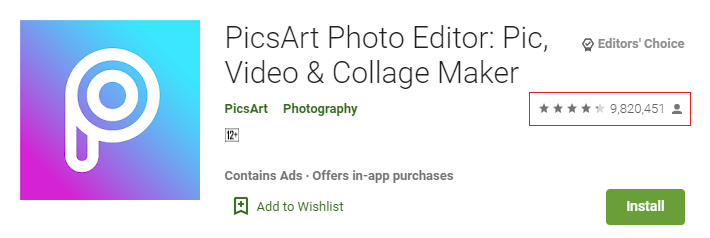 PicsArt Photo Editor: Pic,
Video & Collage Maker
Editors' Choice
PicsArt Photography
9,820,451
12+
Contains Ads · Offers in-app purchases
Add to Wishlist
Install